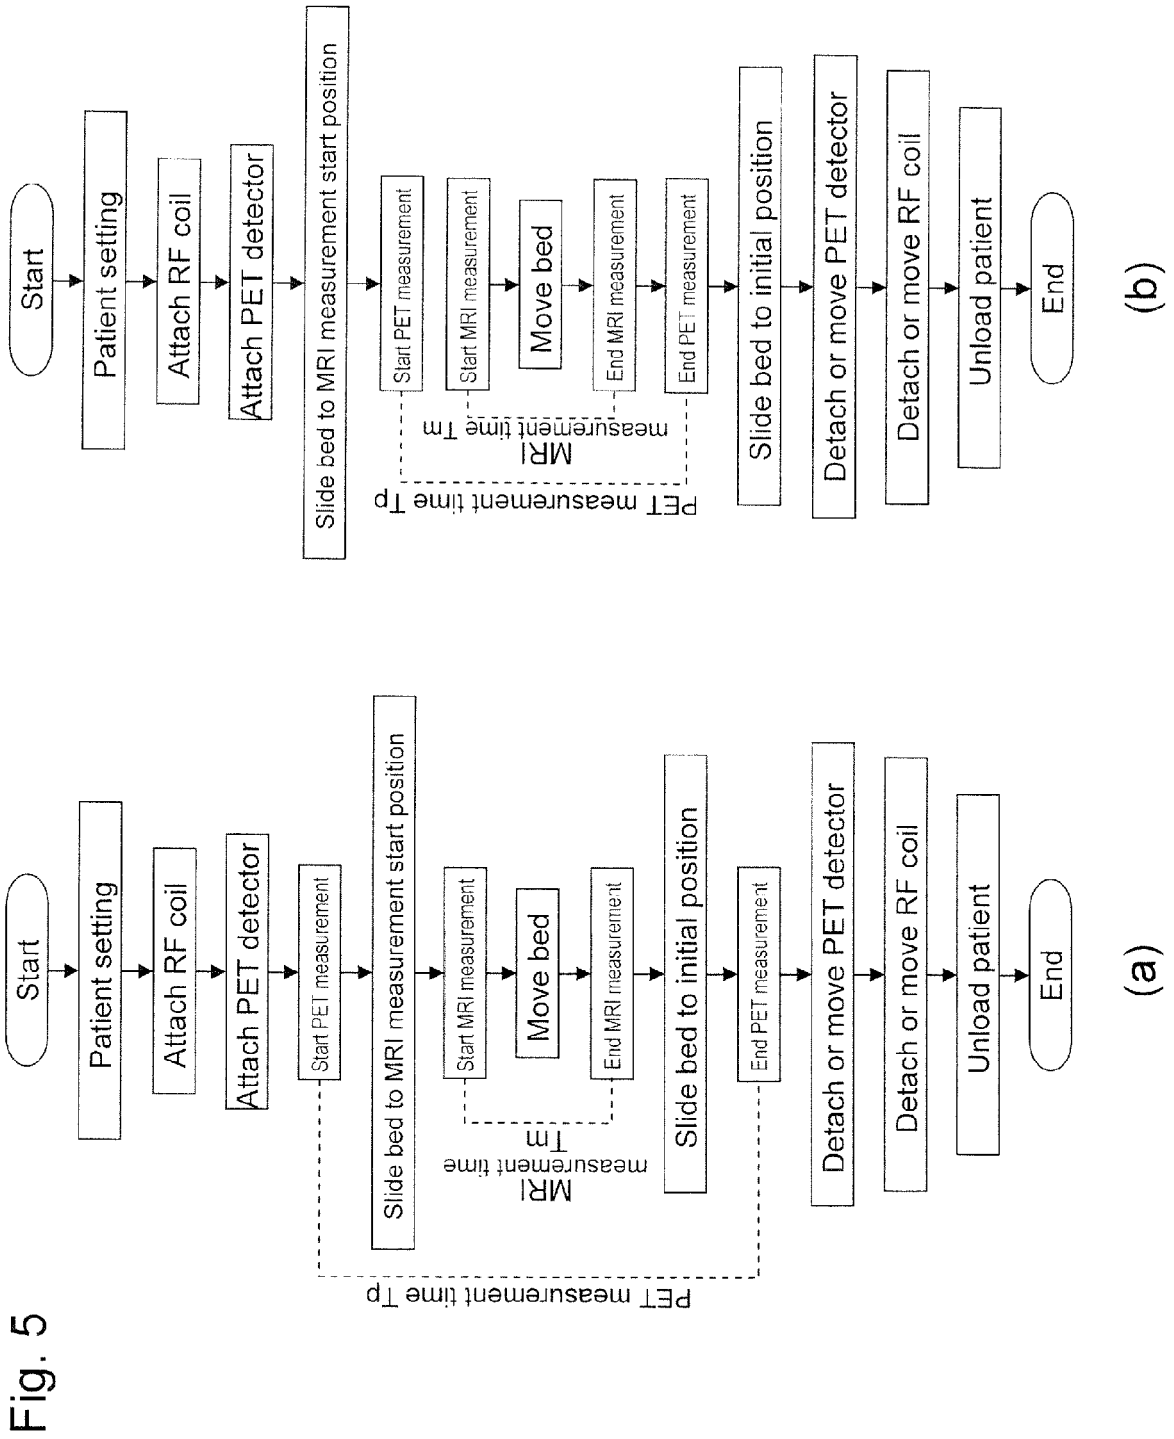 Fig. 5
Start
Patient setting
Attach RF coil
Attach PET detector
Start PET measurement
Slide bed to MRI measurement start position
Start MRI measurement
Move bed
End MRI measurement
Slide bed to initial position
End PET measurement
Detach or move PET detector
Detach or move RF coil
Unload patient
End
MRI
measurement time
Tm
PET measurement time Tp
(a)
Start
Patient setting
Attach RF coil
Attach PET detector
Slide bed to MRI measurement start position
Start PET measurement
Start MRI measurement
Move bed
End MRI measurement
End PET measurement
Slide bed to initial position
Detach or move PET detector
Detach or move RF coil
Unload patient
End
MRI
measurement time Tm
PET measurement time Tp
(b)